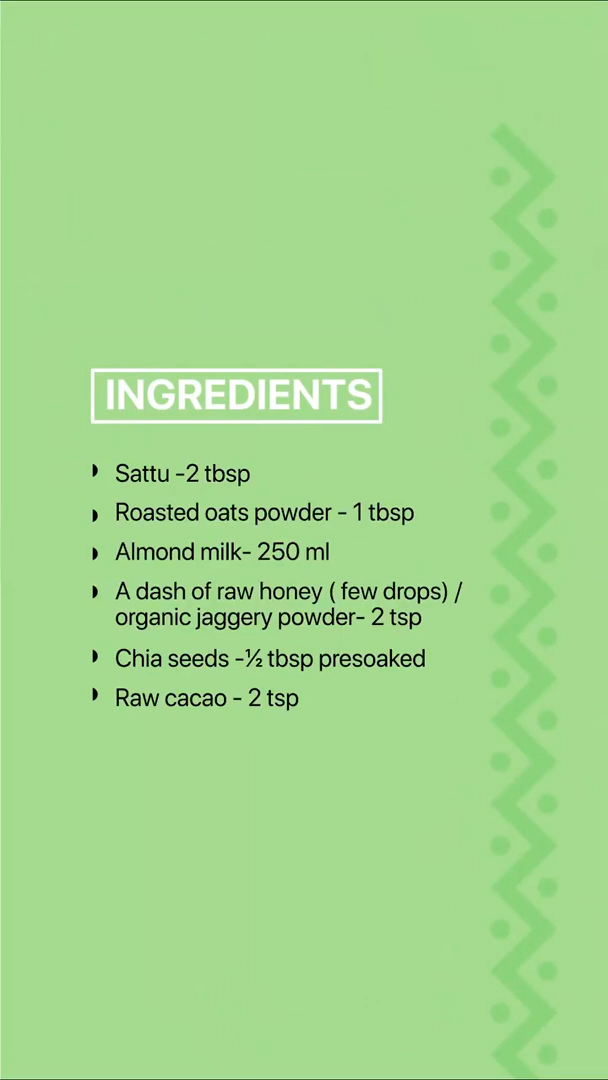 INGREDIENTS
Sattu -2 tbsp
Roasted oats powder - 1 tbsp
Almond milk- 250 ml
A dash of raw honey ( few drops) /
organic jaggery powder- 2 tsp
Chia seeds -½ tbsp presoaked
Raw cacao - 2 tsp